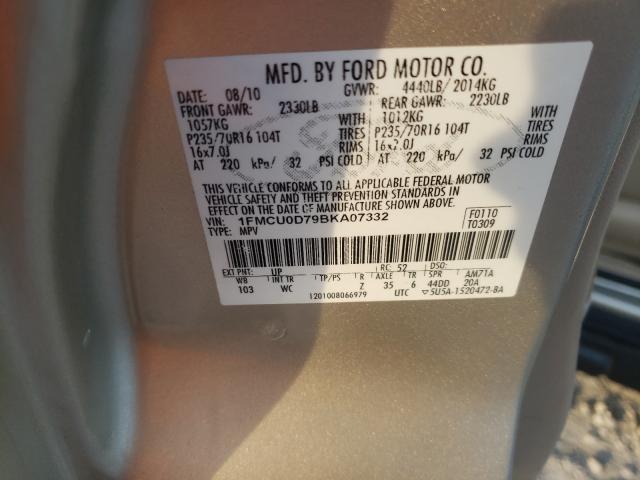 MFD. BY FORD MOTOR CO.
DATE: 08/10 GVWR: 4440LB/ 2014KG
FRONT GAWR: 2330LB REAR GAWR: 2230LB
1057KG WITH 1012KG WITH
P235/70R16 104T TIRES P235/70R16 104T TIRES
16x7.0J RIMS 16x7.0J RIMS
AT 220 kPa/ 32 PSI COLD AT 220 kPa/ 32 PSI COLD
THIS VEHICLE CONFORMS TO ALL APPLICABLE FEDERAL MOTOR
VEHICLE SAFETY AND THEFT PREVENTION STANDARDS IN
EFFECT ON THE DATE OF MANUFACTURE SHOWN ABOVE.
VIN: 1FMCU0D79BKA07332 F0110
TYPE: MPV T0309
EXT PNT: UP RC: 52 DSO:
WB INT TR TP/PS R AXLE TR SPR AM71A
103 WC Z 35 6 44DD 20A
1201008066979 UTC ▽5U5A-1520472-BA